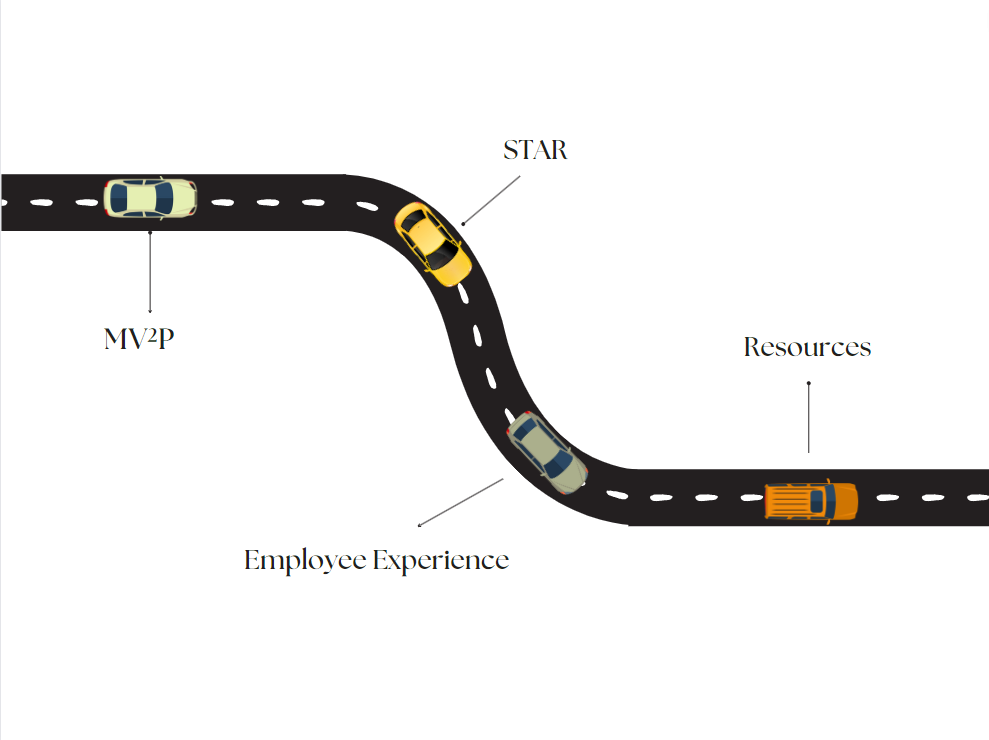 STAR
MV²P
Resources
Employee Experience